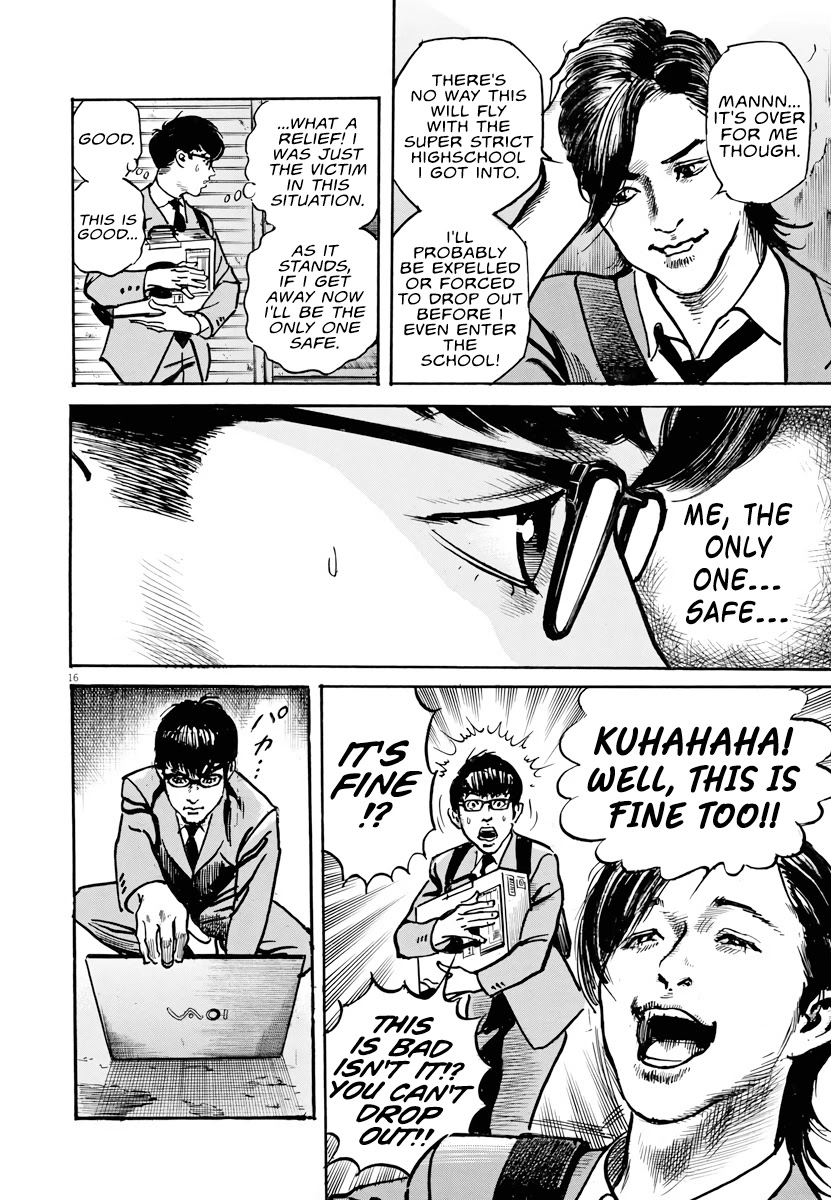 MANNN...
IT'S OVER
FOR ME
THOUGH.
THERE'S
NO WAY THIS
WILL FLY
WITH THE
SUPER STRICT
HIGHSCHOOL
I GOT INTO.
I'LL
PROBABLY
BE EXPELLED
OR FORCED
TO DROP OUT
BEFORE I
EVEN ENTER
THE
SCHOOL!
...WHAT A
RELIEF! I
WAS JUST
THE VICTIM
IN THIS
SITUATION.
AS IT
STANDS,
IF I GET
AWAY NOW
I'LL BE THE
ONLY ONE
SAFE.
GOOD.
THIS IS
GOOD...
ME, THE
ONLY
ONE...
SAFE...
16
KUHAHAHA!
WELL, THIS IS
FINE TOO!!
IT'S
FINE
!?
THIS
IS BAD
ISN'T IT!?
YOU CAN'T
DROP
OUT!!
パカ…
VAIO